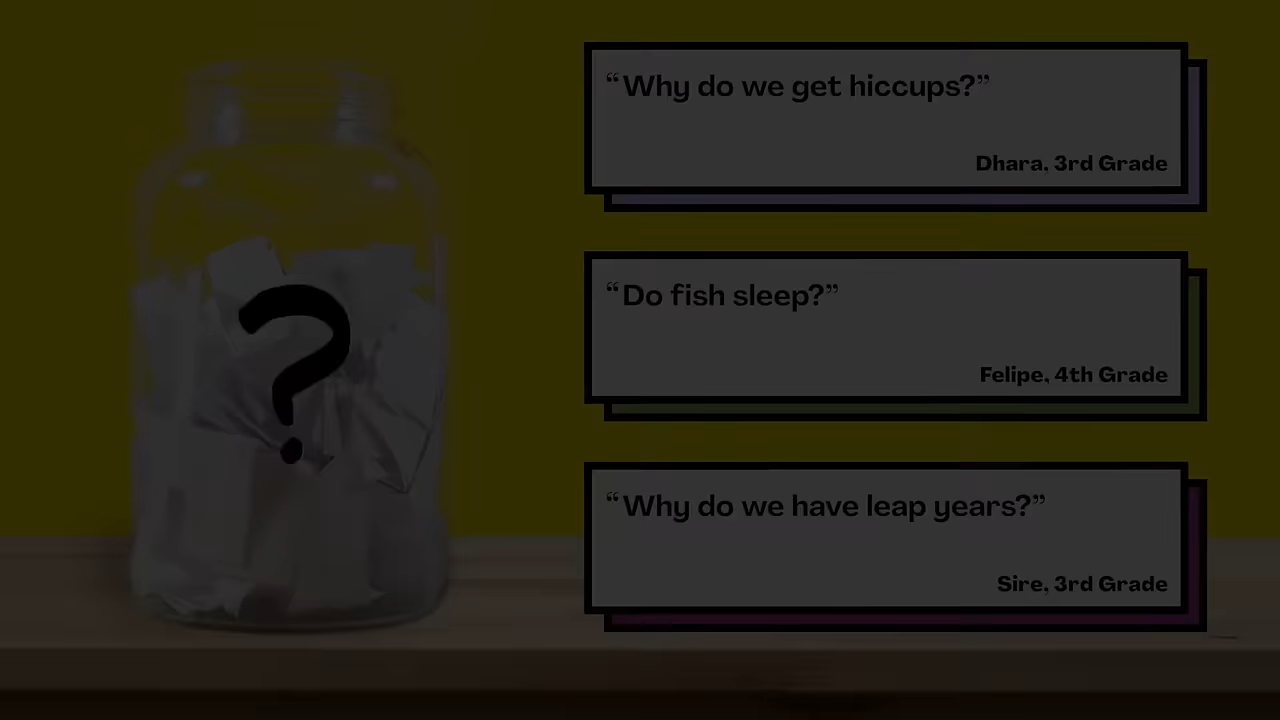 ?
“Why do we get hiccups?”
Dhara, 3rd Grade
“Do fish sleep?”
Felipe, 4th Grade
“Why do we have leap years?”
Sire, 3rd Grade